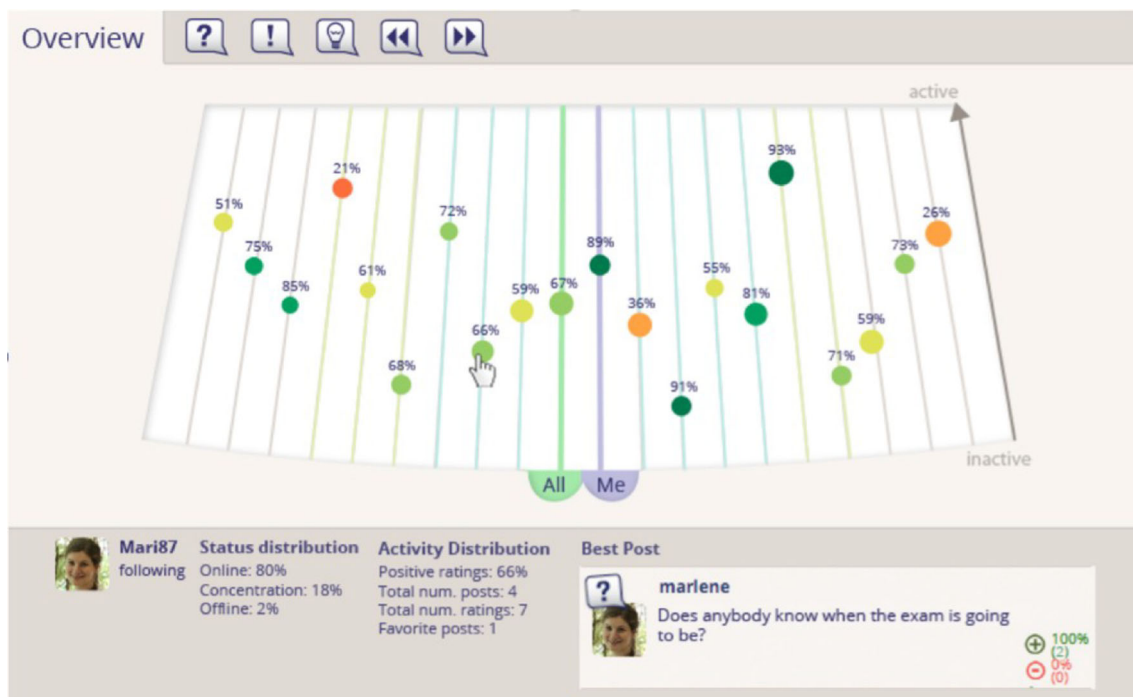 Overview
?
!
active
93%
21%
51%
72%
26%
75%
89%
73%
61%
55%
85%
59%
67%
36%
81%
66%
59%
68%
71%
91%
inactive
All
Me
Mari87
following
Status distribution
Online: 80%
Concentration: 18%
Offline: 2%
Activity Distribution
Positive ratings: 66%
Total num. posts: 4
Total num. ratings: 7
Favorite posts: 1
Best Post
?
marlene
Does anybody know when the exam is going
to be?
100%
(2)
0%
(0)